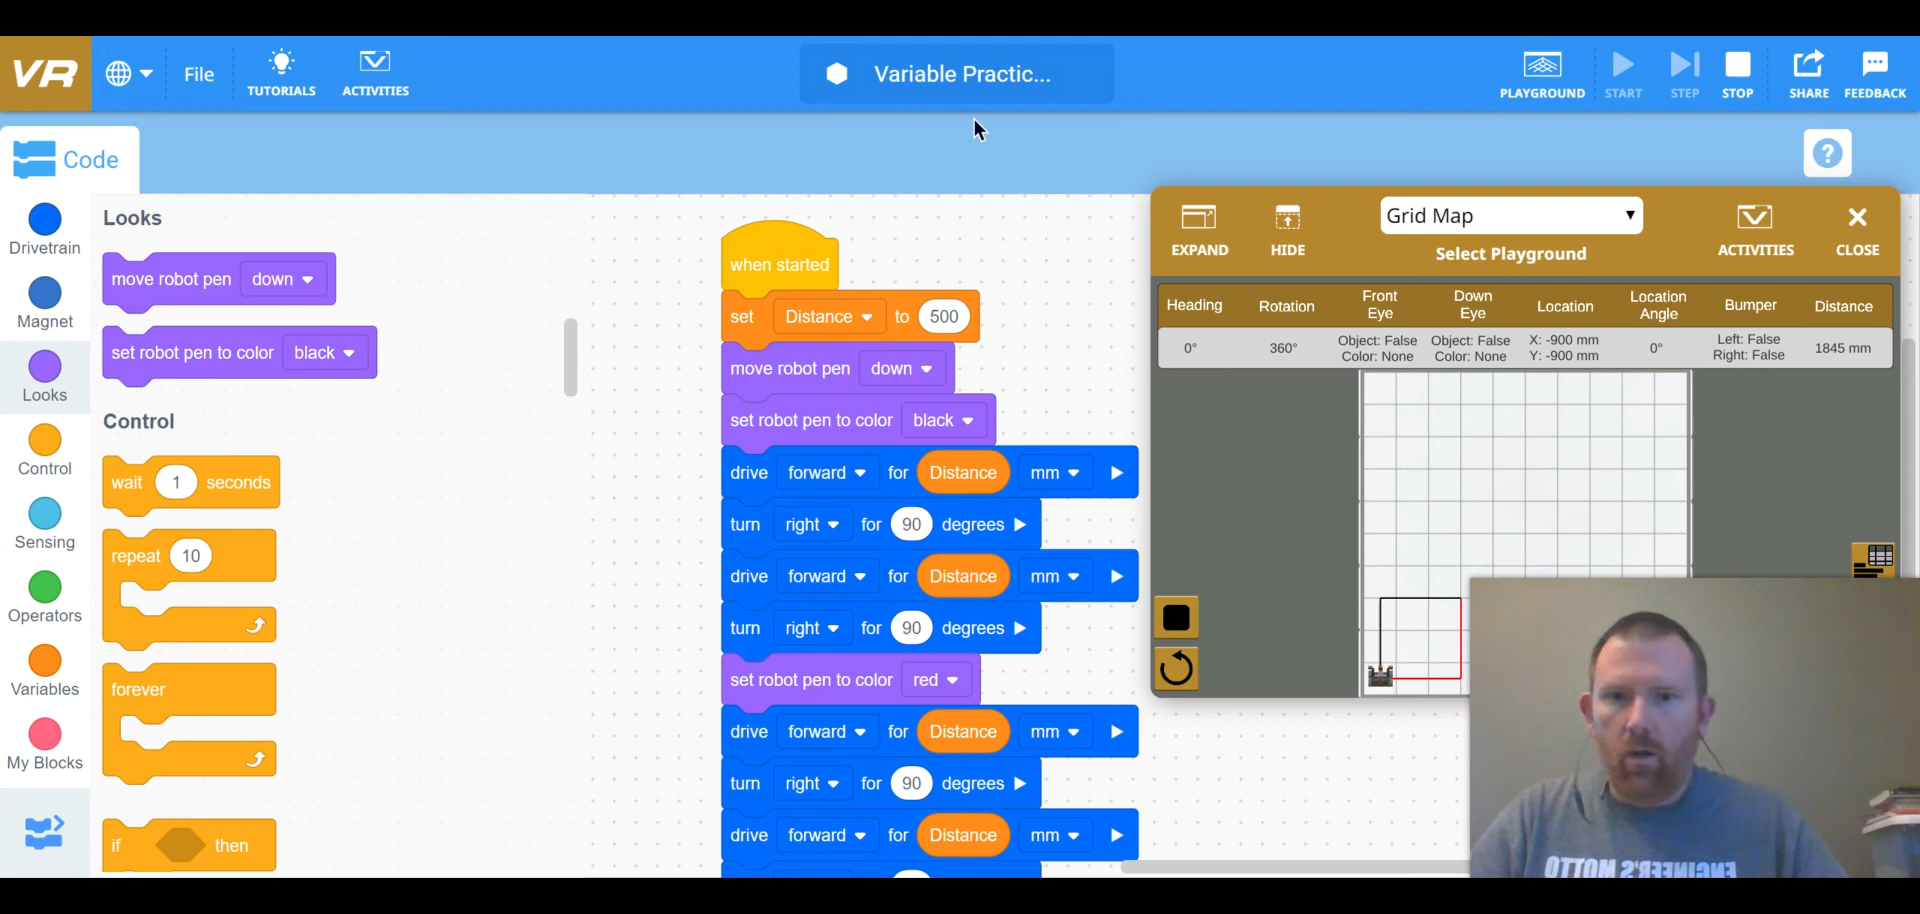 VR
File
TUTORIALS
ACTIVITIES
Variable Practic...
PLAYGROUND
START
STEP
STOP
SHARE
FEEDBACK
Code
?
Drivetrain
Magnet
Looks
Control
Sensing
Operators
Variables
My Blocks
Looks
move robot pen down
set robot pen to color black
Control
wait 1 seconds
repeat 10
forever
if then
when started
set Distance to 500
move robot pen down
set robot pen to color black
drive forward for Distance mm
turn right for 90 degrees
drive forward for Distance mm
turn right for 90 degrees
set robot pen to color red
drive forward for Distance mm
turn right for 90 degrees
drive forward for Distance mm
EXPAND
HIDE
Grid Map
Select Playground
ACTIVITIES
CLOSE
Heading Rotation Front Eye Down Eye Location Location Angle Bumper Distance
0° 360° Object: False Color: None Object: False Color: None X: -900 mm Y: -900 mm 0° Left: False Right: False 1845 mm
ENGINEER'S MOTTO